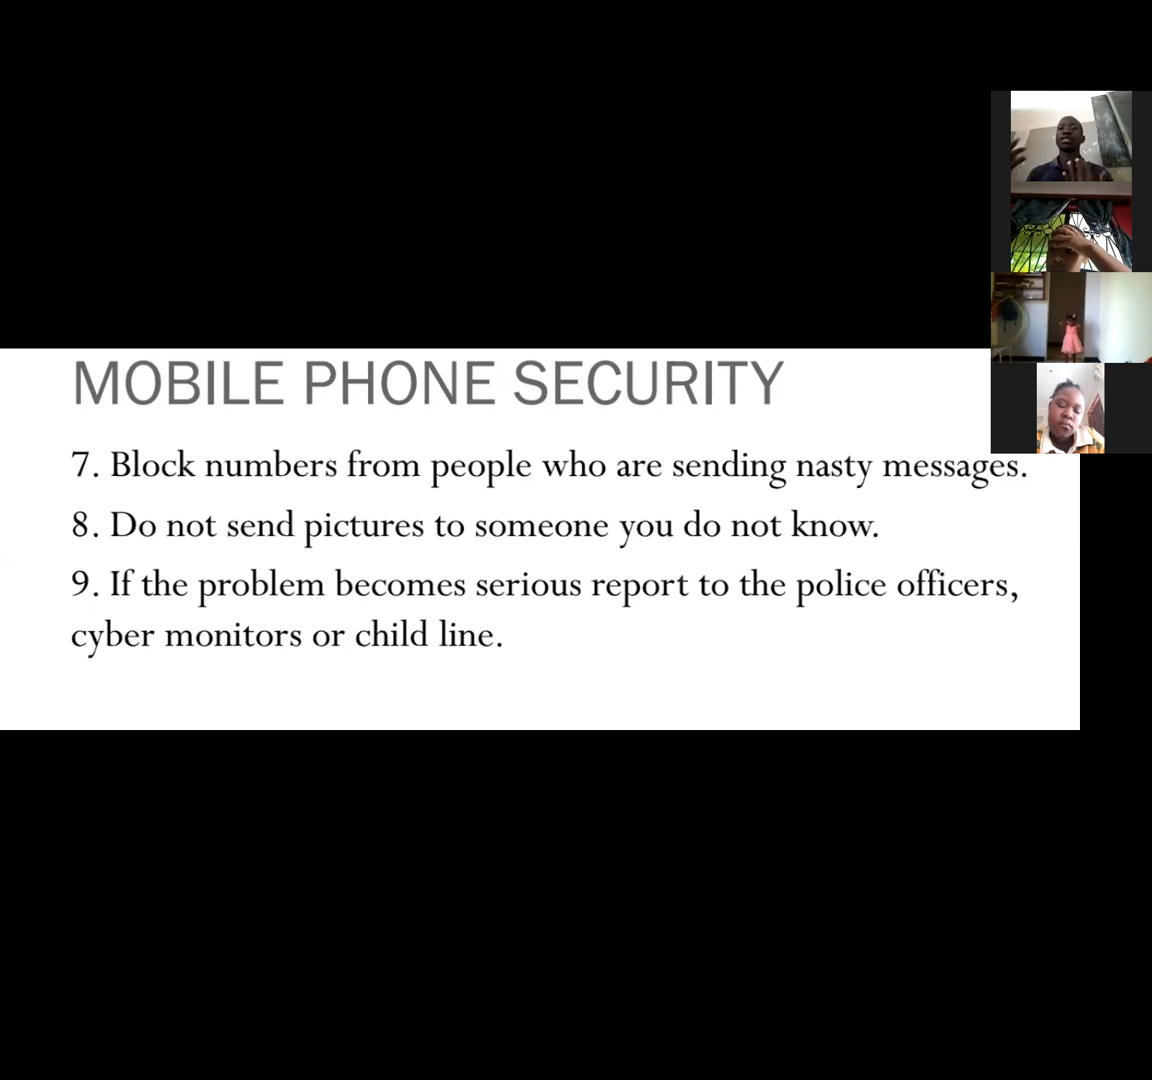 MOBILE PHONE SECURITY
7. Block numbers from people who are sending nasty messages.
8. Do not send pictures to someone you do not know.
9. If the problem becomes serious report to the police officers,
cyber monitors or child line.